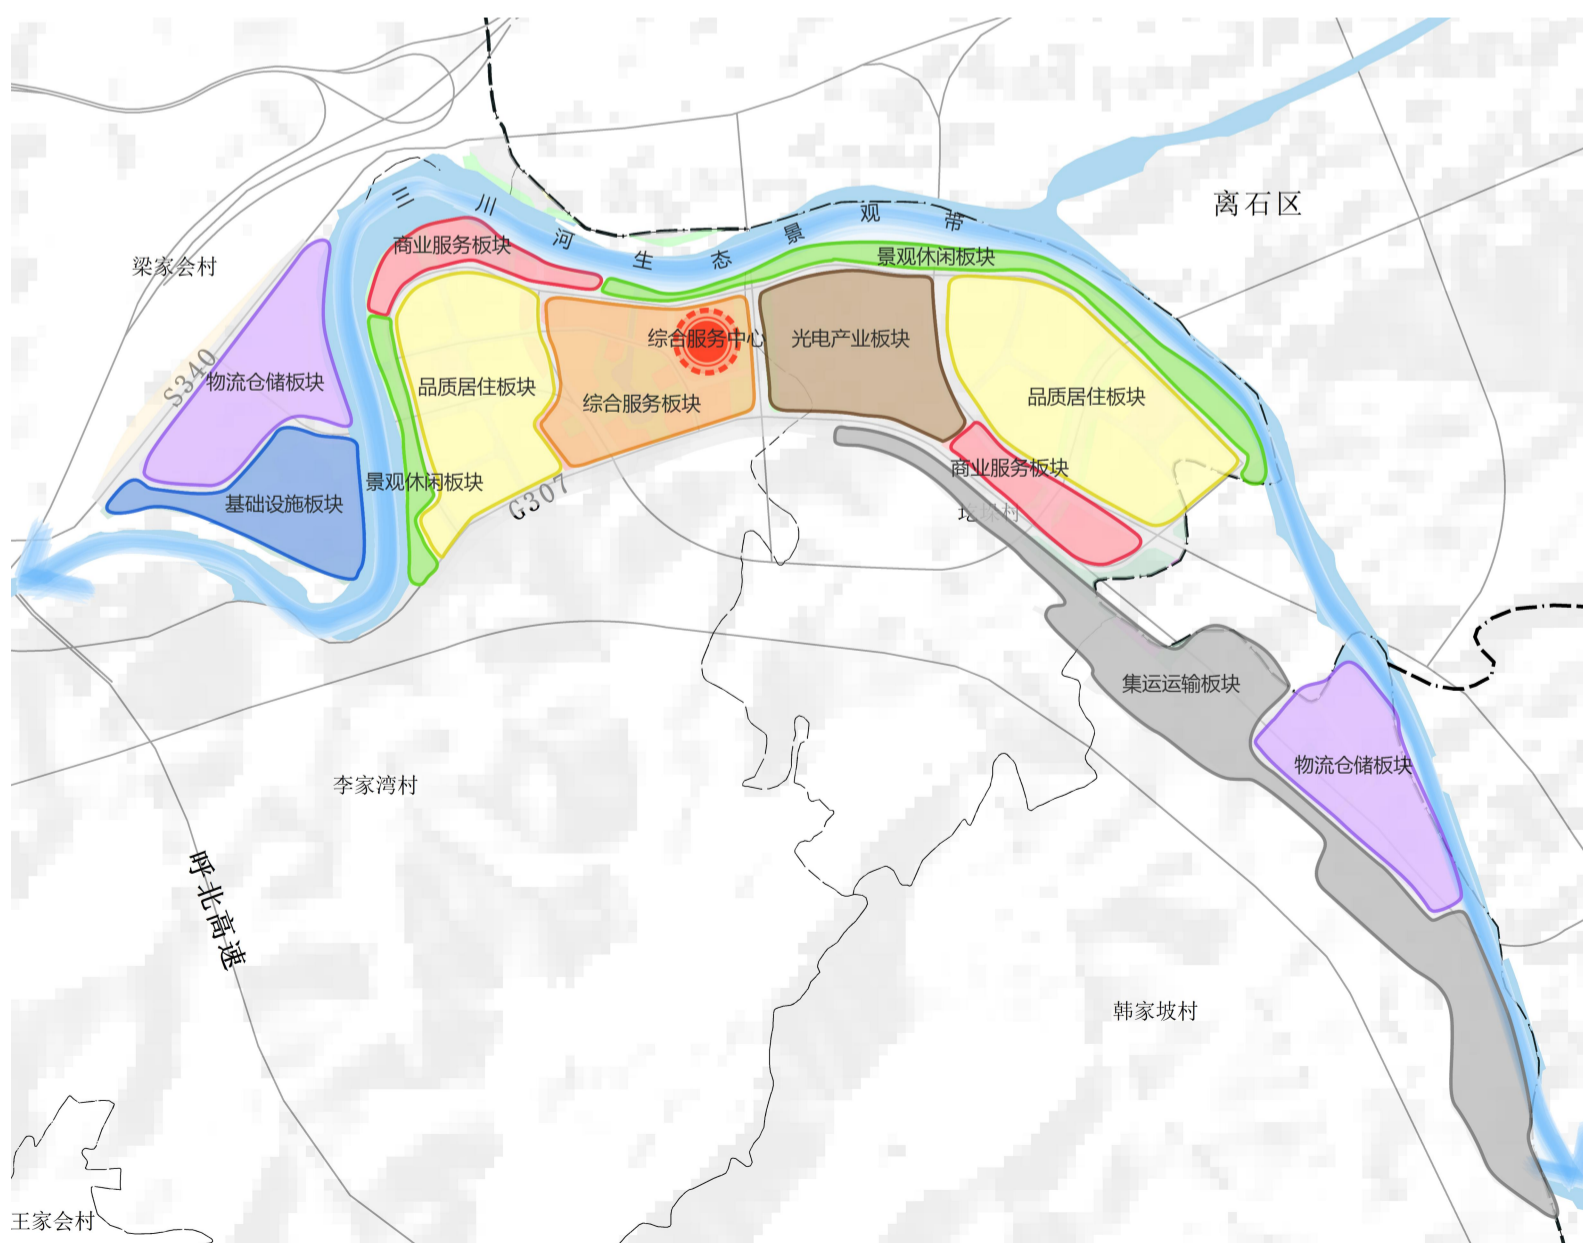 离石区
三川河生态景观带
商业服务板块
景观休闲板块
梁家会村
综合服务中心
光电产业板块
S340
物流仓储板块
品质居住板块
综合服务板块
品质居住板块
商业服务板块
景观休闲板块
基础设施板块
G307
圪垛村
集运运输板块
物流仓储板块
李家湾村
呼北高速
韩家坡村
王家会村